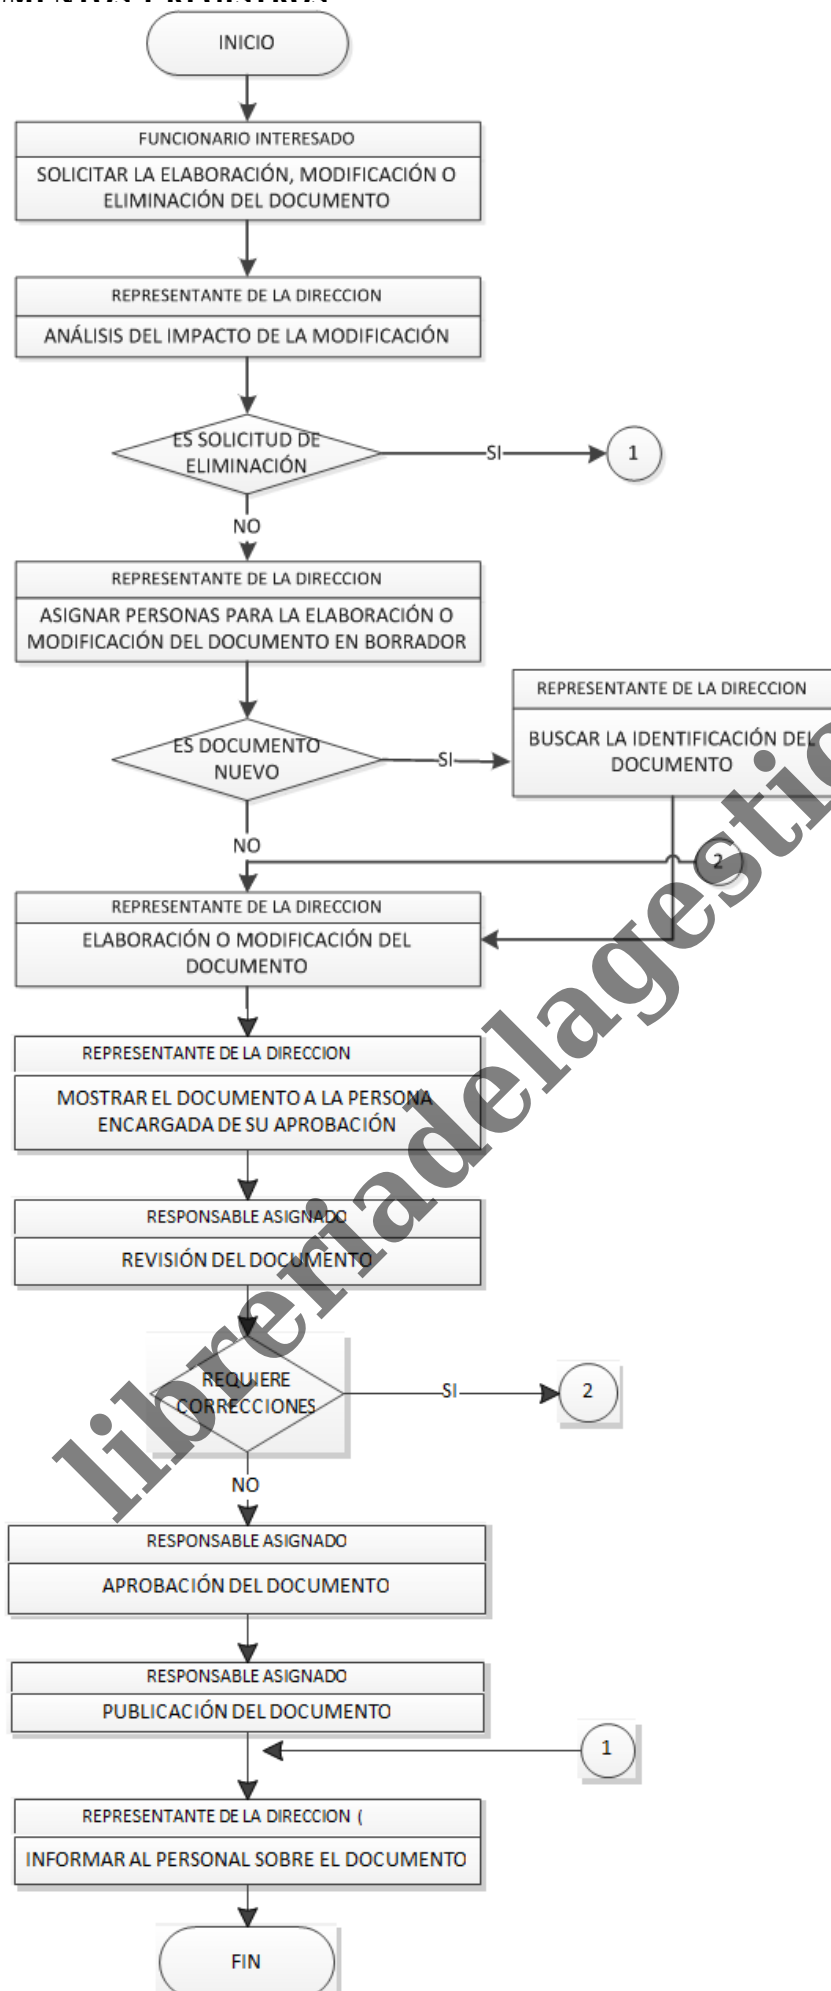 INICIO
FUNCIONARIO INTERESADO
SOLICITAR LA ELABORACIÓN, MODIFICACIÓN O
ELIMINACIÓN DEL DOCUMENTO
REPRESENTANTE DE LA DIRECCION
ANÁLISIS DEL IMPACTO DE LA MODIFICACIÓN
ES SOLICITUD DE
ELIMINACIÓN
SI
1
NO
REPRESENTANTE DE LA DIRECCION
ASIGNAR PERSONAS PARA LA ELABORACIÓN O
MODIFICACIÓN DEL DOCUMENTO EN BORRADOR
REPRESENTANTE DE LA DIRECCION
BUSCAR LA IDENTIFICACIÓN DEL
DOCUMENTO
ES DOCUMENTO
NUEVO
SI
NO
2
REPRESENTANTE DE LA DIRECCION
ELABORACIÓN O MODIFICACIÓN DEL
DOCUMENTO
REPRESENTANTE DE LA DIRECCION
MOSTRAR EL DOCUMENTO A LA PERSONA
ENCARGADA DE SU APROBACIÓN
RESPONSABLE ASIGNADO
REVISIÓN DEL DOCUMENTO
REQUIERE
CORRECCIONES
SI
2
NO
RESPONSABLE ASIGNADO
APROBACIÓN DEL DOCUMENTO
RESPONSABLE ASIGNADO
PUBLICACIÓN DEL DOCUMENTO
1
REPRESENTANTE DE LA DIRECCION (
INFORMAR AL PERSONAL SOBRE EL DOCUMENTO
FIN
libreriadelagestio